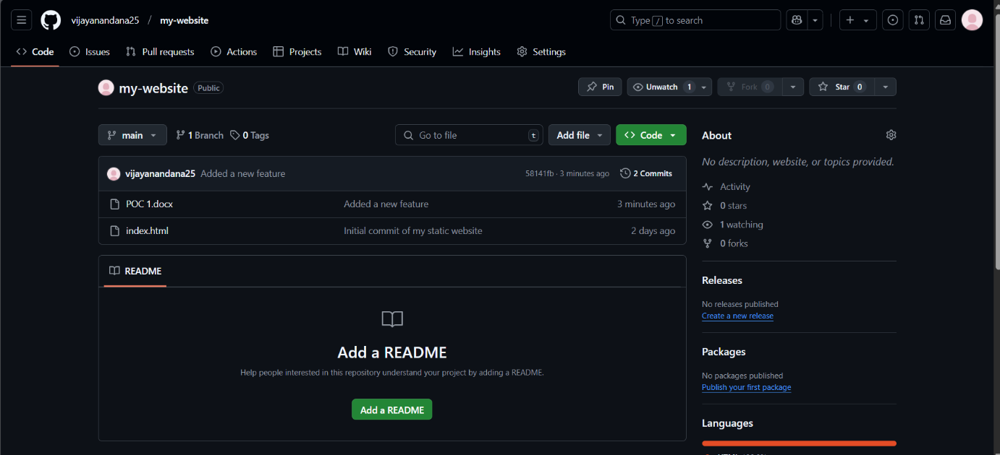 vijayanandana25 / my-website
Type / to search
Code Issues Pull requests Actions Projects Wiki Security Insights Settings
my-website Public
Pin Unwatch 1 Fork 0 Star 0
main 1 Branch 0 Tags Go to file t Add file Code
vijayanandana25 Added a new feature 58141fb · 3 minutes ago 2 Commits
POC 1.docx Added a new feature 3 minutes ago
index.html Initial commit of my static website 2 days ago
README
Add a README
Help people interested in this repository understand your project by adding a README.
Add a README
About
No description, website, or topics provided.
Activity
0 stars
1 watching
0 forks
Releases
No releases published
Create a new release
Packages
No packages published
Publish your first package
Languages